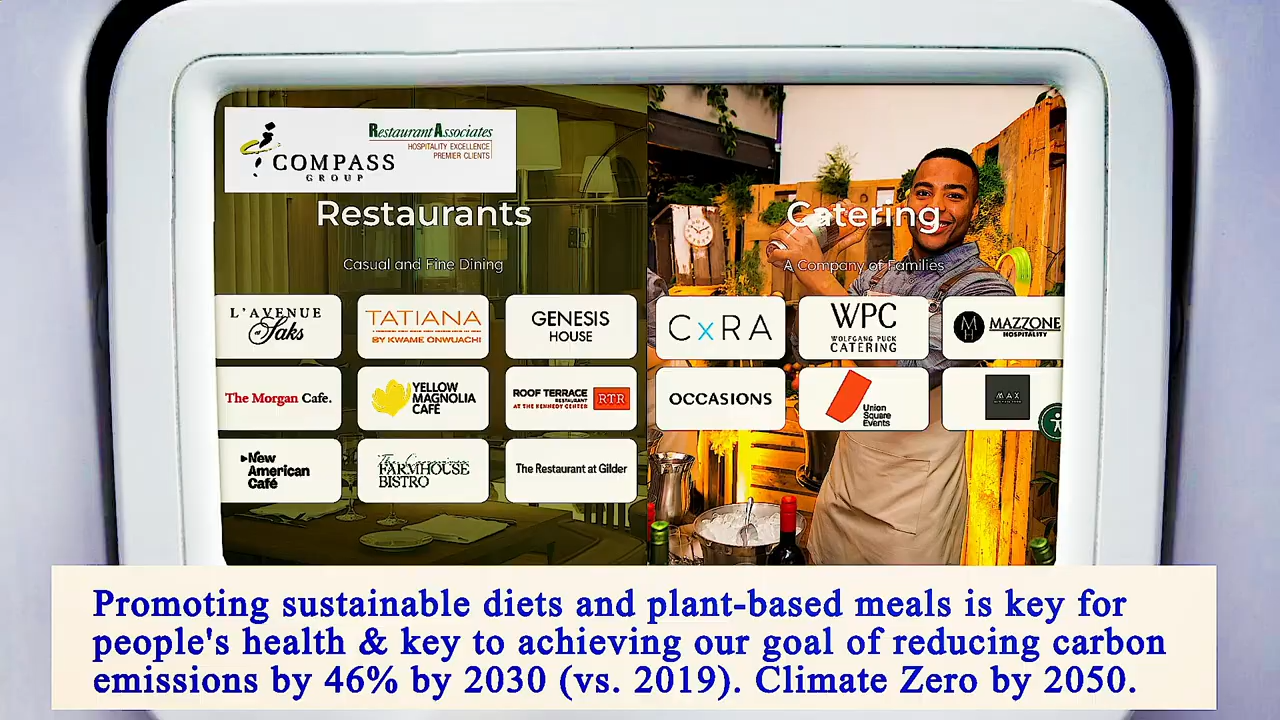 COMPASS
GROUP
Restaurant Associates
HOSPITALITY EXCELLENCE
PREMIER CLIENTS
Restaurants
Casual and Fine Dining
L'AVENUE
Saks
TATIANA
BY KWAME ONWUACHI
GENESIS
HOUSE
The Morgan Cafe.
YELLOW
MAGNOLIA
CAFÉ
ROOF TERRACE
RESTAURANT
AT THE KENNEDY CENTER
RTR
New
American
Café
FARMHOUSE
BISTRO
The Restaurant at Gilder
Catering
A Company of Families
CxRA
WPC
WOLFGANG PUCK
CATERING
MH
MAZZONE
HOSPITALITY
OCCASIONS
Union
Square
Events
MAX
Promoting sustainable diets and plant-based meals is key for
people's health & key to achieving our goal of reducing carbon
emissions by 46% by 2030 (vs. 2019). Climate Zero by 2050.